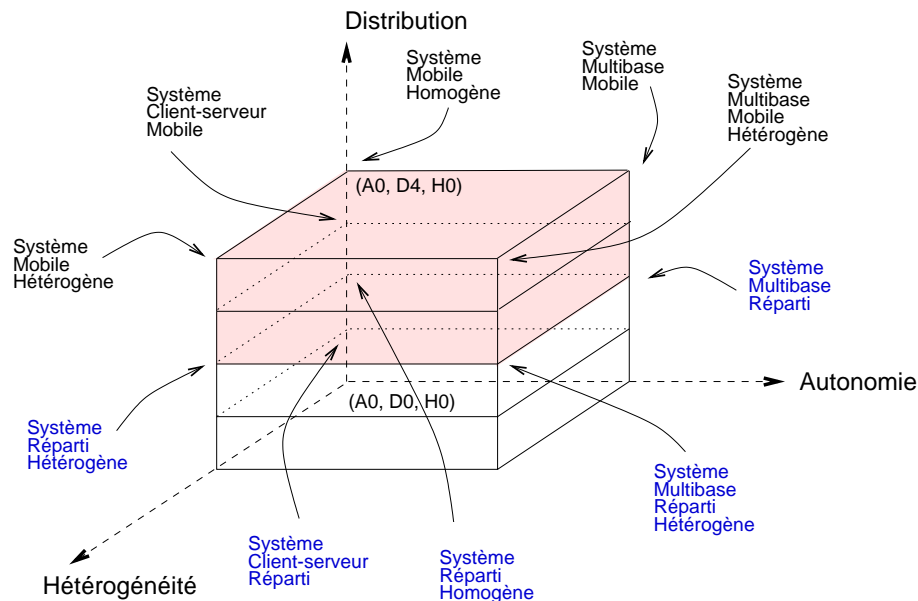 Distribution
Système
Mobile
Homogène
Système
Multibase
Mobile
Système
Multibase
Mobile
Hétérogène
Système
Client-serveur
Mobile
(A0, D4, H0)
Système
Mobile
Hétérogène
Système
Multibase
Réparti
Autonomie
(A0, D0, H0)
Système
Réparti
Hétérogène
Système
Multibase
Réparti
Hétérogène
Système
Client-serveur
Réparti
Système
Réparti
Homogène
Hétérogénéité